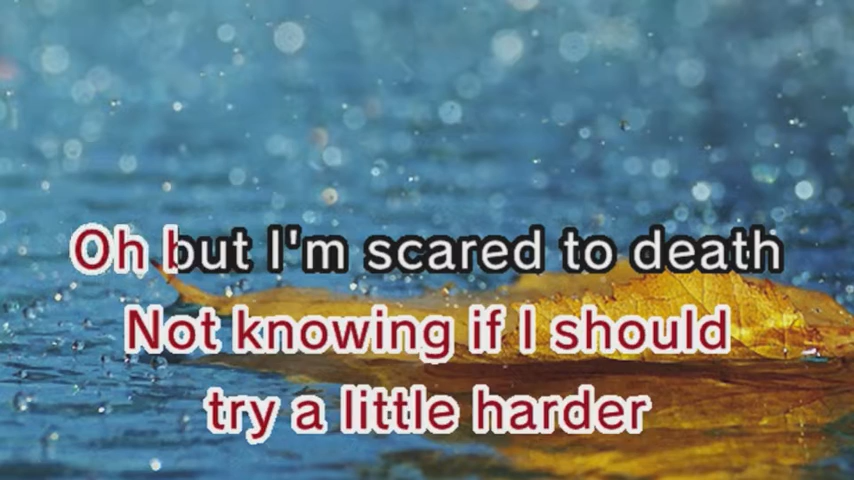 Oh but I'm scared to death
Not knowing if I should
try a little harder